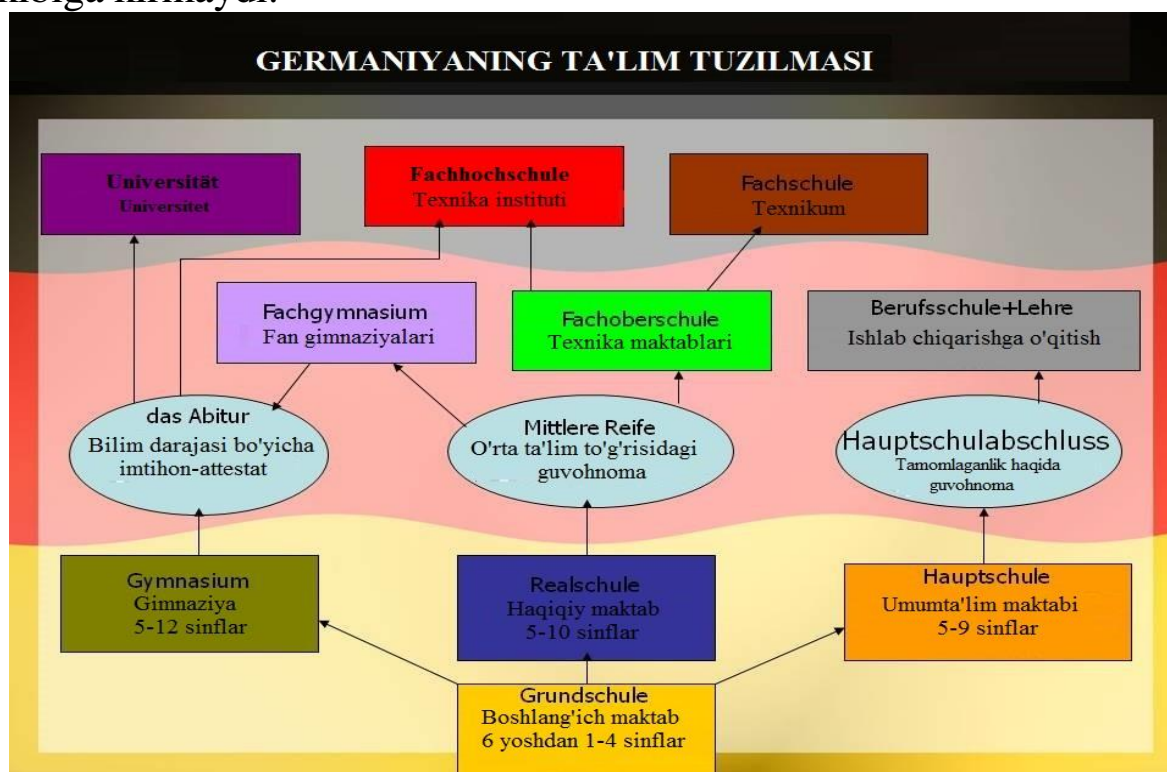 GERMANIYANING TA'LIM TUZILMASI
Universität
Universitet
Fachhochschule
Texnika instituti
Fachschule
Texnikum
Fachgymnasium
Fan gimnaziyalari
Fachoberschule
Texnika maktablari
Berufsschule+Lehre
Ishlab chiqarishga o'qitish
das Abitur
Bilim darajasi bo'yicha
imtihon-attestat
Mittlere Reife
O'rta ta'lim to'g'risidagi
guvohnoma
Hauptschulabschluss
Tamomlaganlik haqida
guvohnoma
Gymnasium
Gimnaziya
5-12 sinflar
Realschule
Haqiqiy maktab
5-10 sinflar
Hauptschule
Umumta'lim maktabi
5-9 sinflar
Grundschule
Boshlang'ich maktab
6 yoshdan 1-4 sinflar